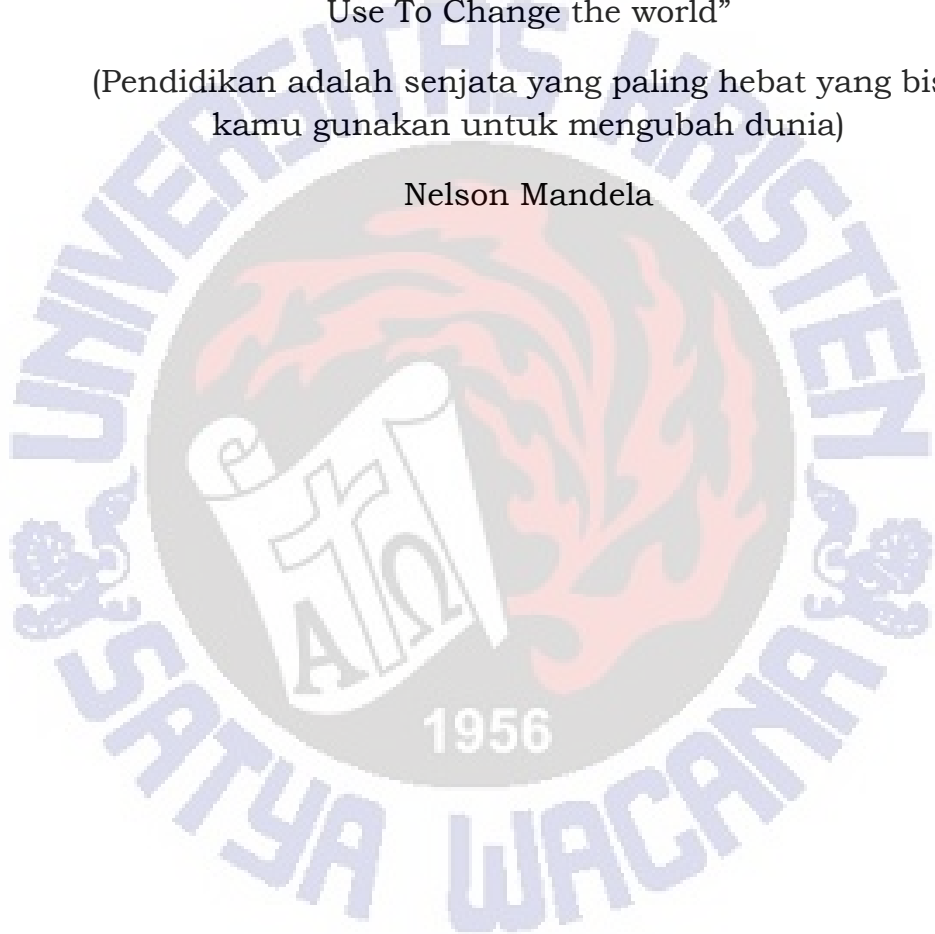 Use To Change the world”
(Pendidikan adalah senjata yang paling hebat yang
kamu gunakan untuk mengubah dunia)
Nelson Mandela
UNIVERSITAS KRISTEN
SATYA WACANA
1956
Α Ω